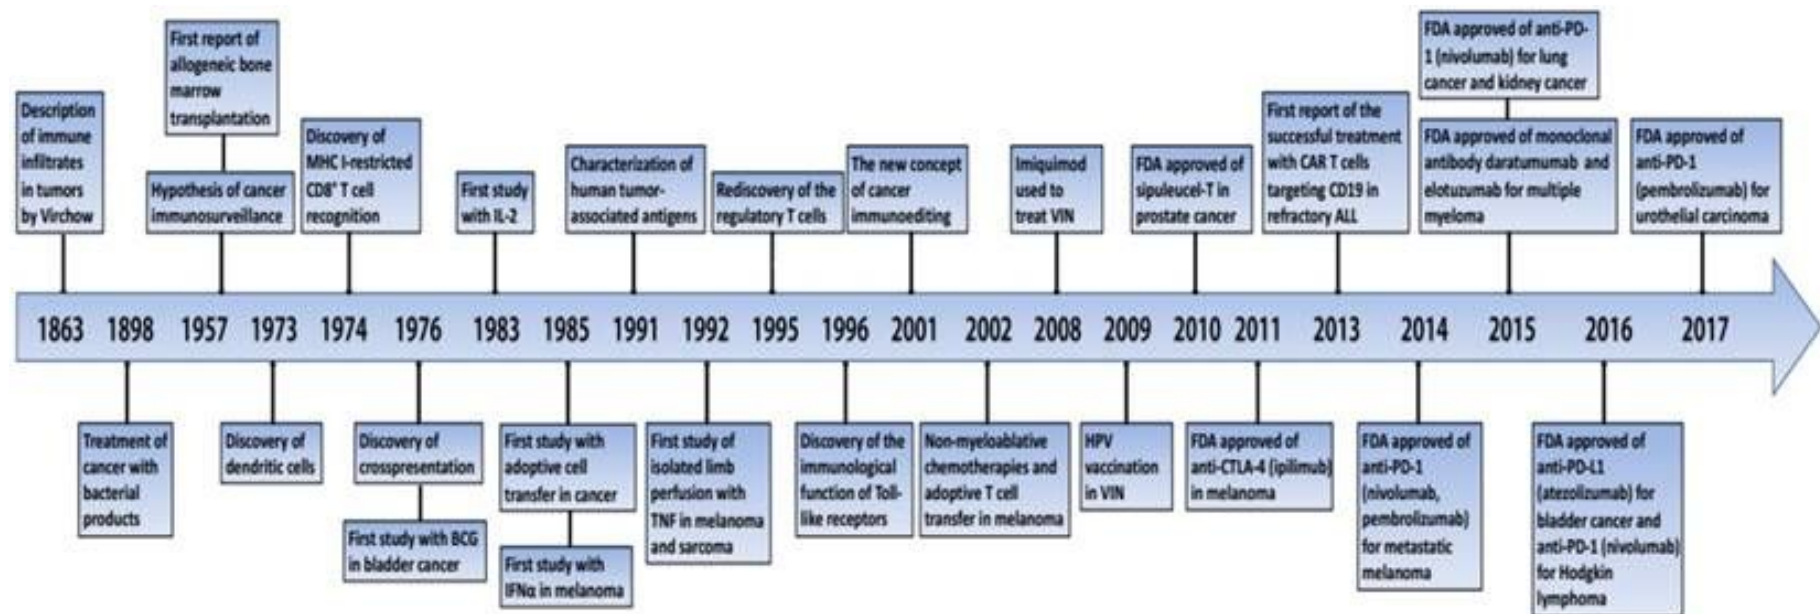 First report of
allogeneic bone
marrow
transplantation
FDA approved of anti-PD-
1 (nivolumab) for lung
cancer and kidney cancer
Description
of immune
infiltrates
in tumors
by Virchow
Hypothesis of cancer
immunosurveillance
Discovery of
MHC I-restricted
CD8⁺ T cell
recognition
First study
with IL-2
Characterization of
human tumor-
associated antigens
Rediscovery of the
regulatory T cells
The new concept
of cancer
immunoediting
Imiquimod
used to
treat VIN
FDA approved of
sipuleucel-T in
prostate cancer
First report of the
successful treatment
with CAR T cells
targeting CD19 in
refractory ALL
FDA approved of monoclonal
antibody daratumumab and
elotuzumab for multiple
myeloma
FDA approved of
anti-PD-1
(pembrolizumab) for
urothelial carcinoma
1863 1898 1957 1973 1974 1976 1983 1985 1991 1992 1995 1996 2001 2002 2008 2009 2010 2011 2013 2014 2015 2016 2017
Treatment of
cancer with
bacterial
products
Discovery of
dendritic cells
Discovery of
crosspresentation
First study with BCG
in bladder cancer
First study with
adoptive cell
transfer in cancer
First study with
IFNα in melanoma
First study of
isolated limb
perfusion with
TNF in melanoma
and sarcoma
Discovery of the
immunological
function of Toll-
like receptors
Non-myeloablative
chemotherapies and
adoptive T cell
transfer in melanoma
HPV
vaccination
in VIN
FDA approved of
anti-CTLA-4 (ipilimub)
in melanoma
FDA approved of
anti-PD-1
(nivolumab,
pembrolizumab)
for metastatic
melanoma
FDA approved of
anti-PD-L1
(atezolizumab) for
bladder cancer and
anti-PD-1 (nivolumab)
for Hodgkin
lymphoma